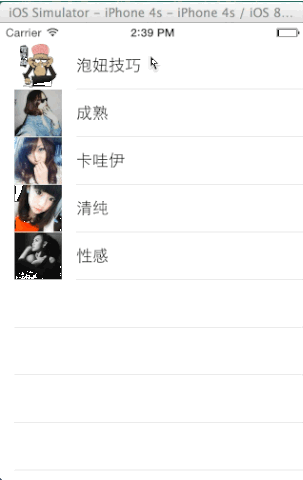 iOS Simulator - iPhone 4s - iPhone 4s / iOS 8...
Carrier 2:39 PM
泡妞技巧
成熟
卡哇伊
清纯
性感